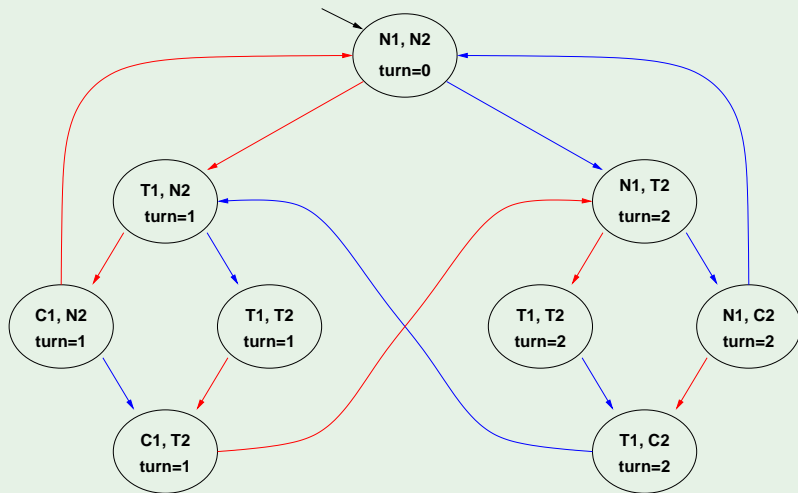 N1, N2
turn=0
T1, N2
turn=1
N1, T2
turn=2
C1, N2
turn=1
T1, T2
turn=1
T1, T2
turn=2
N1, C2
turn=2
C1, T2
turn=1
T1, C2
turn=2